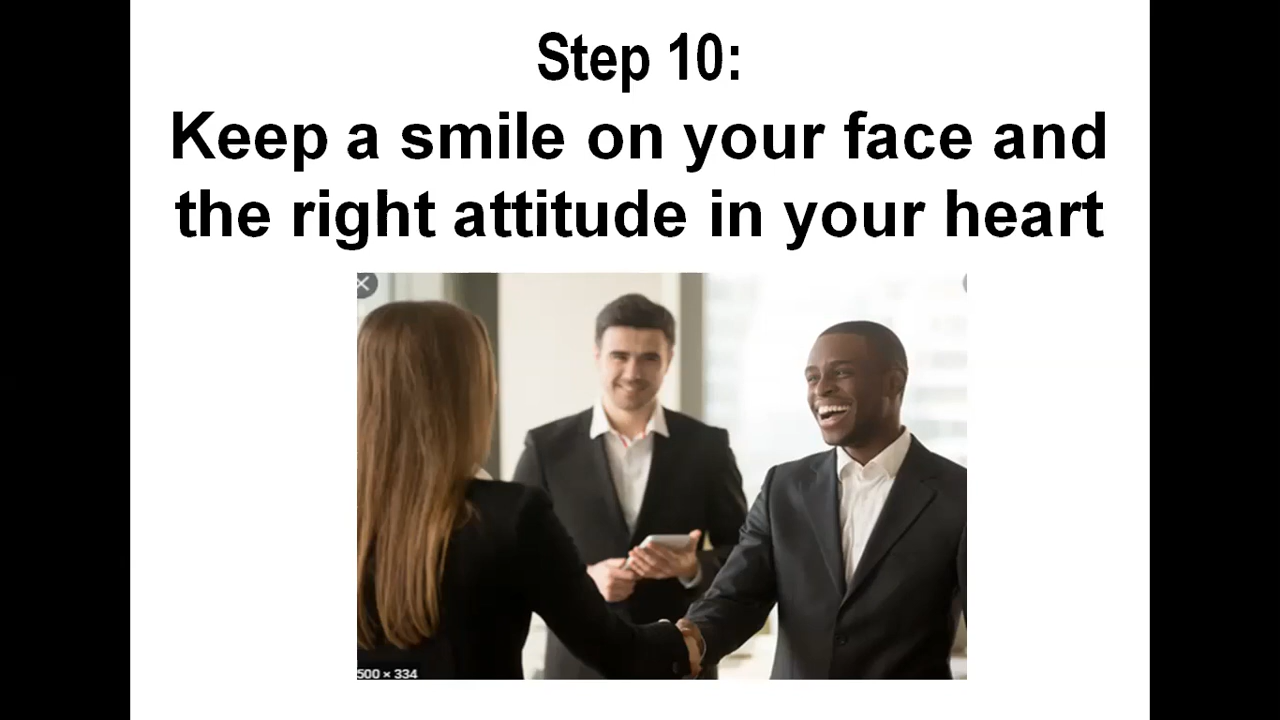 Step 10:
Keep a smile on your face and
the right attitude in your heart
500 × 334